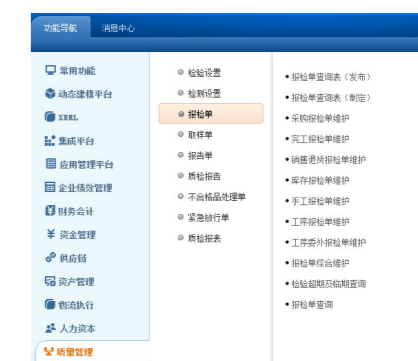 功能导航 消息中心
常用功能
动态建模平台
XBRL
集成平台
应用管理平台
企业绩效管理
财务会计
资金管理
供应链
资产管理
物流执行
人力资本
质量管理
检验设置
检测设置
报检单
取样单
报告单
质检报告
不合格品处理单
紧急放行单
质检报表
报检单查询表（发布）
报检单查询表（制定）
采购报检单维护
完工报检单维护
销售退货报检单维护
库存报检单维护
手工报检单维护
工序报检单维护
工序委外报检单维护
报检单综合维护
检验超期及临期查询
报检单查询